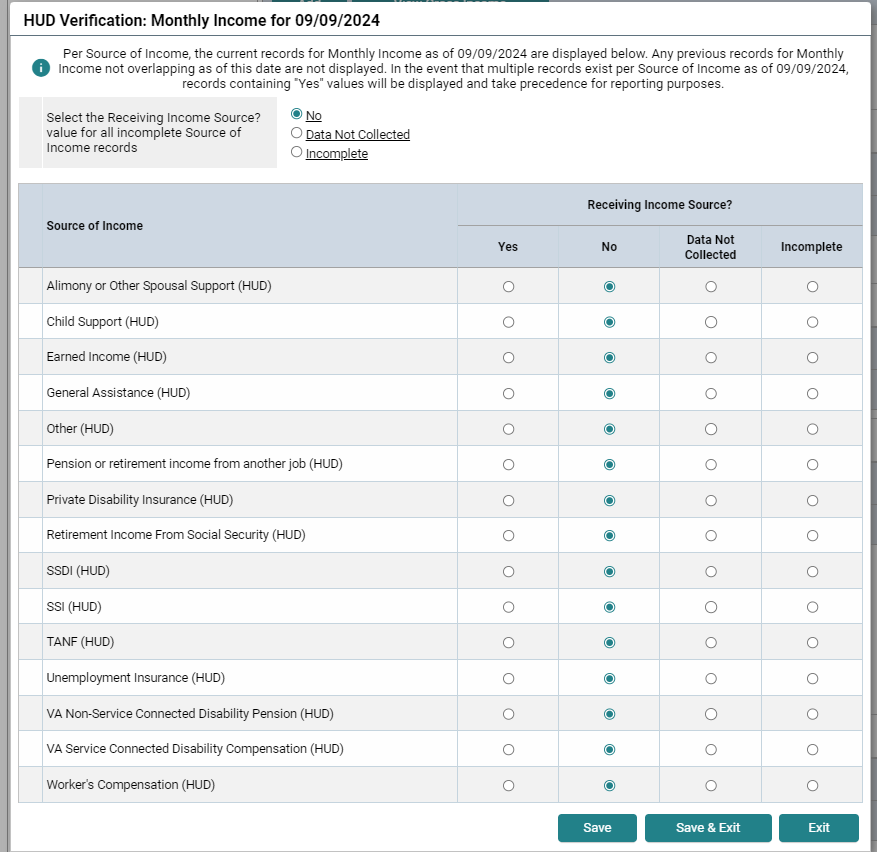 HUD Verification: Monthly Income for 09/09/2024
Per Source of Income, the current records for Monthly Income as of 09/09/2024 are displayed below. Any previous records for Monthly
Income not overlapping as of this date are not displayed. In the event that multiple records exist per Source of Income as of 09/09/2024,
records containing "Yes" values will be displayed and take precedence for reporting purposes.
Select the Receiving Income Source?
value for all incomplete Source of
Income records
No
Data Not Collected
Incomplete
Source of Income
Receiving Income Source?
Yes
No
Data Not
Collected
Incomplete
Alimony or Other Spousal Support (HUD)
Child Support (HUD)
Earned Income (HUD)
General Assistance (HUD)
Other (HUD)
Pension or retirement income from another job (HUD)
Private Disability Insurance (HUD)
Retirement Income From Social Security (HUD)
SSDI (HUD)
SSI (HUD)
TANF (HUD)
Unemployment Insurance (HUD)
VA Non-Service Connected Disability Pension (HUD)
VA Service Connected Disability Compensation (HUD)
Worker's Compensation (HUD)
Save
Save & Exit
Exit